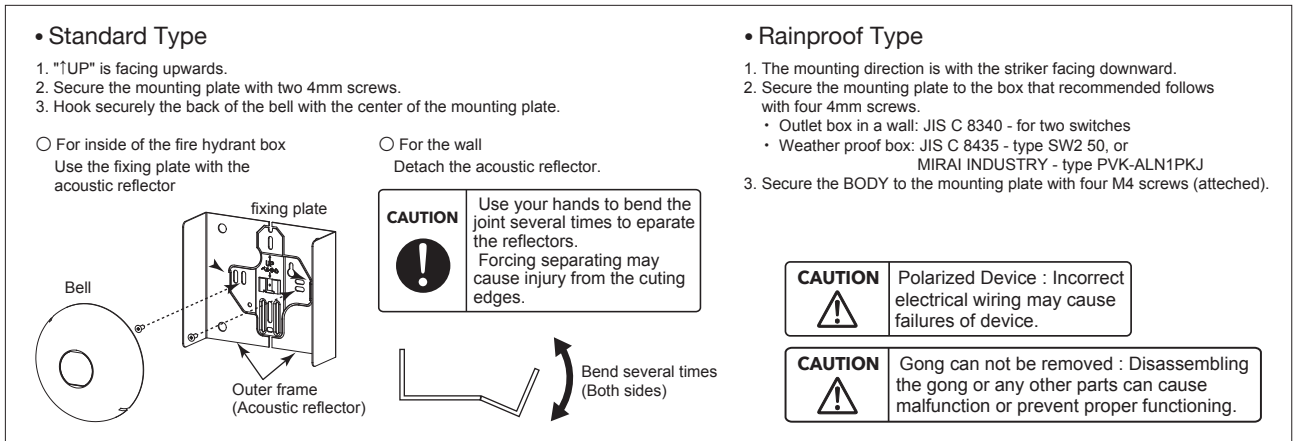 • Standard Type
1. "↑UP" is facing upwards.
2. Secure the mounting plate with two 4mm screws.
3. Hook securely the back of the bell with the center of the mounting plate.
○ For inside of the fire hydrant box
Use the fixing plate with the
acoustic reflector
fixing plate
UP
Bell
Outer frame
(Acoustic reflector)
○ For the wall
Detach the acoustic reflector.
CAUTION
Use your hands to bend the
joint several times to eparate
the reflectors.
Forcing separating may
cause injury from the cuting
edges.
Bend several times
(Both sides)
• Rainproof Type
1. The mounting direction is with the striker facing downward.
2. Secure the mounting plate to the box that recommended follows
with four 4mm screws.
・ Outlet box in a wall: JIS C 8340 - for two switches
・ Weather proof box: JIS C 8435 - type SW2 50, or
MIRAI INDUSTRY - type PVK-ALN1PKJ
3. Secure the BODY to the mounting plate with four M4 screws (atteched).
CAUTION
Polarized Device : Incorrect
electrical wiring may cause
failures of device.
CAUTION
Gong can not be removed : Disassembling
the gong or any other parts can cause
malfunction or prevent proper functioning.